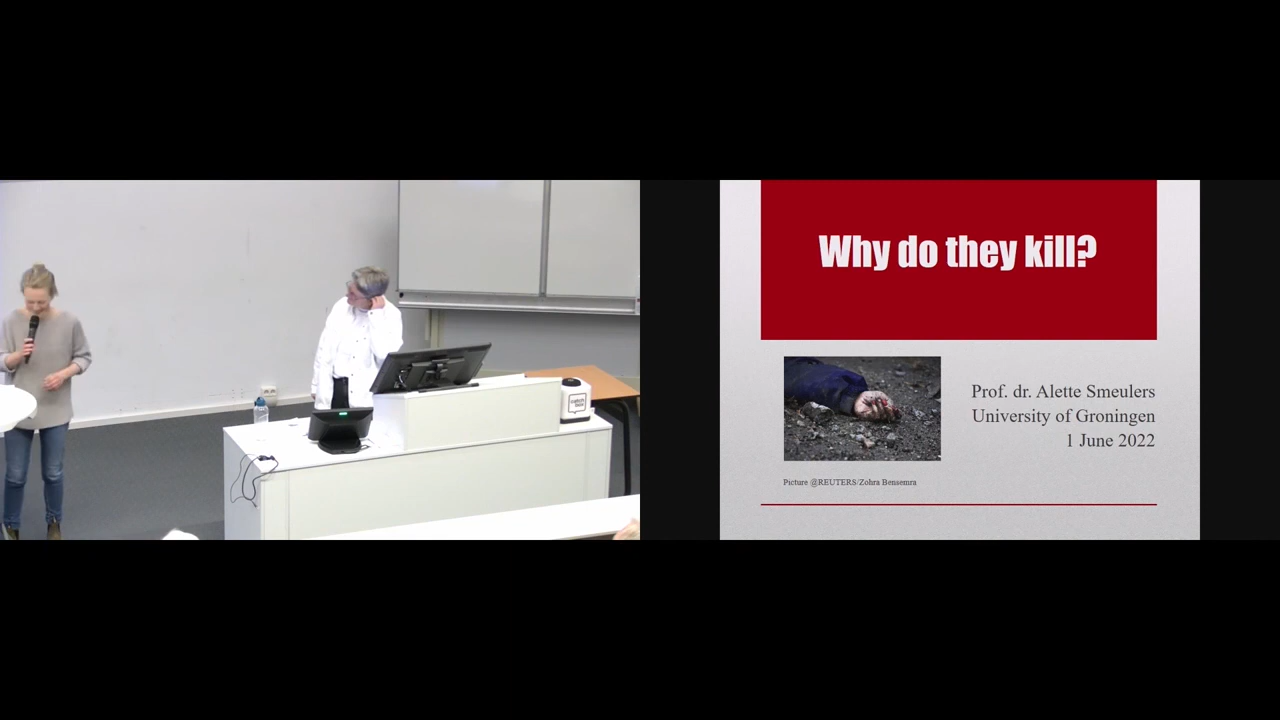 Why do they kill?
Prof. dr. Alette Smeulers
University of Groningen
1 June 2022
Picture @REUTERS/Zohra Bensemra